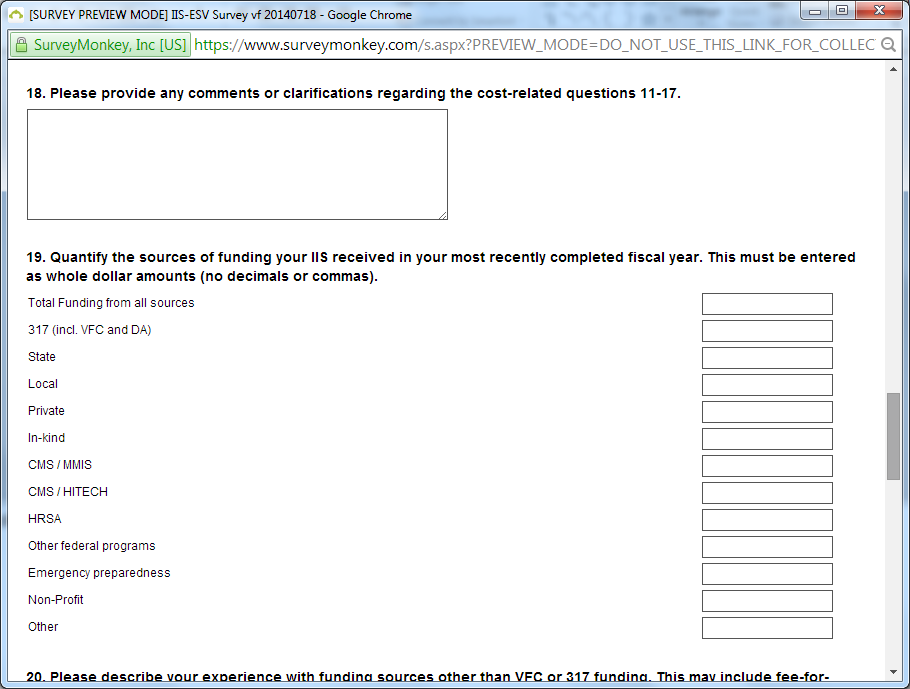 [SURVEY PREVIEW MODE] IIS-ESV Survey vf 20140718 - Google Chrome
SurveyMonkey, Inc [US] https://www.surveymonkey.com/s.aspx?PREVIEW_MODE=DO_NOT_USE_THIS_LINK_FOR_COLLEC
18. Please provide any comments or clarifications regarding the cost-related questions 11-17.
19. Quantify the sources of funding your IIS received in your most recently completed fiscal year. This must be entered
as whole dollar amounts (no decimals or commas).
Total Funding from all sources
317 (incl. VFC and DA)
State
Local
Private
In-kind
CMS / MMIS
CMS / HITECH
HRSA
Other federal programs
Emergency preparedness
Non-Profit
Other
20. Please describe your experience with funding sources other than VFC or 317 funding. This may include fee-for-